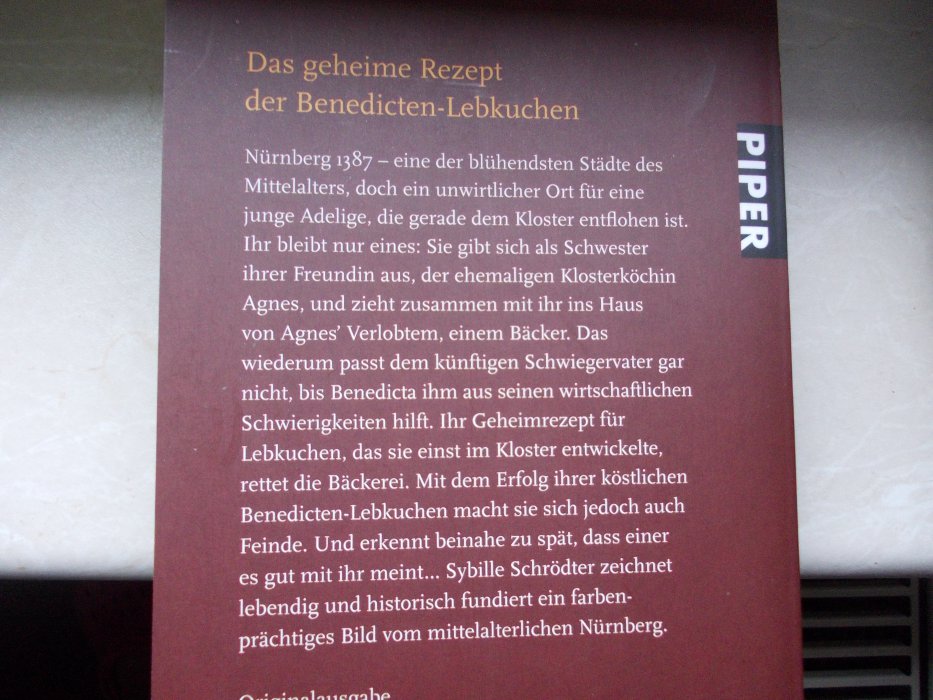 Das geheime Rezept
der Benedicten-Lebkuchen
Nürnberg 1387 – eine der blühendsten Städte des
Mittelalters, doch ein unwirtlicher Ort für eine
junge Adelige, die gerade dem Kloster entflohen ist.
Ihr bleibt nur eines: Sie gibt sich als Schwester
ihrer Freundin aus, der ehemaligen Klosterköchin
Agnes, und zieht zusammen mit ihr ins Haus
von Agnes’ Verlobtem, einem Bäcker. Das
wiederum passt dem künftigen Schwiegervater gar
nicht, bis Benedicta ihm aus seinen wirtschaftlichen
Schwierigkeiten hilft. Ihr Geheimrezept für
Lebkuchen, das sie einst im Kloster entwickelte,
rettet die Bäckerei. Mit dem Erfolg ihrer köstlichen
Benedicten-Lebkuchen macht sie sich jedoch auch
Feinde. Und erkennt beinahe zu spät, dass einer
es gut mit ihr meint... Sybille Schrödter zeichnet
lebendig und historisch fundiert ein farben-
prächtiges Bild vom mittelalterlichen Nürnberg.
Originalausgabe
PIPER